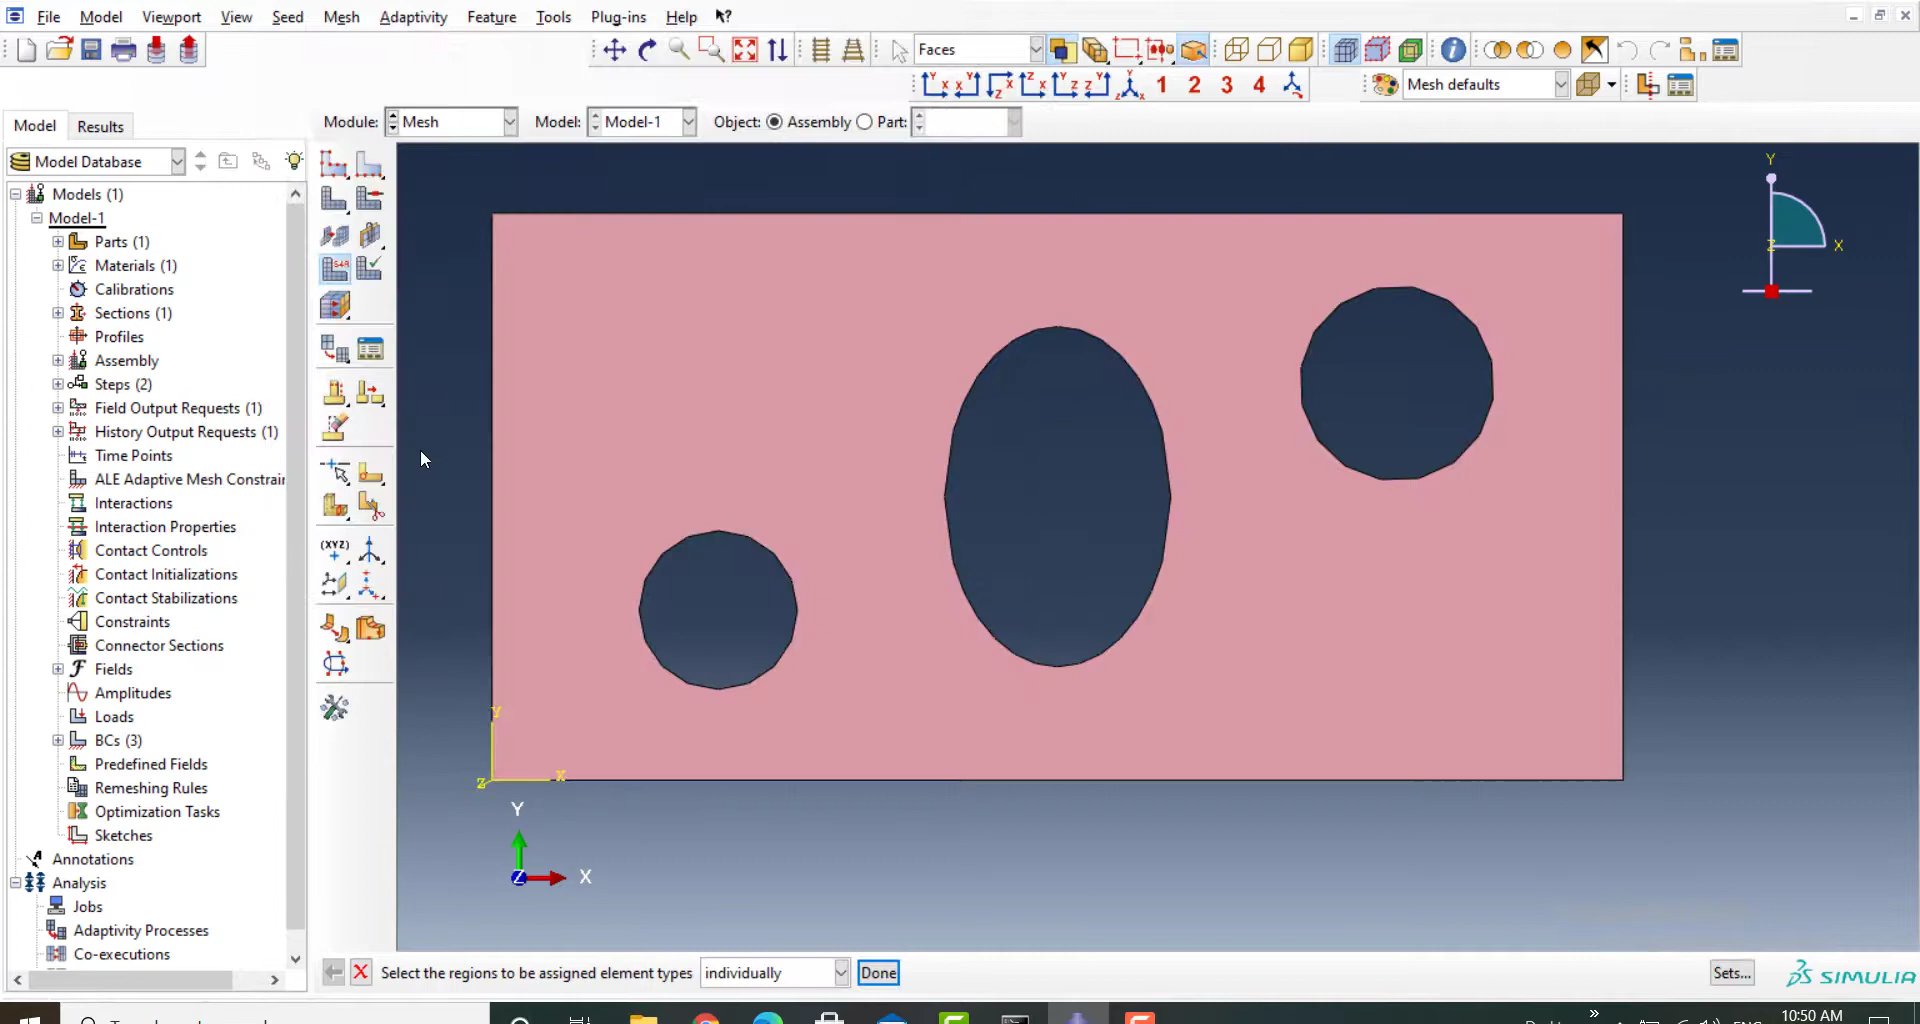 File Model Viewport View Seed Mesh Adaptivity Feature Tools Plug-ins Help
Faces
1 2 3 4 Mesh defaults
Model Results
Module: Mesh Model: Model-1 Object: Assembly Part:
Model Database
Models (1)
Model-1
Parts (1)
Materials (1)
Calibrations
Sections (1)
Profiles
Assembly
Steps (2)
Field Output Requests (1)
History Output Requests (1)
Time Points
ALE Adaptive Mesh Constrain
Interactions
Interaction Properties
Contact Controls
Contact Initializations
Contact Stabilizations
Constraints
Connector Sections
Fields
Amplitudes
Loads
BCs (3)
Predefined Fields
Remeshing Rules
Optimization Tasks
Sketches
Annotations
Analysis
Jobs
Adaptivity Processes
Co-executions
(XYZ)
Y
Z X
Y
Z X
Y
Z X
Select the regions to be assigned element types individually Done
Sets...
SIMULIA
10:50 AM